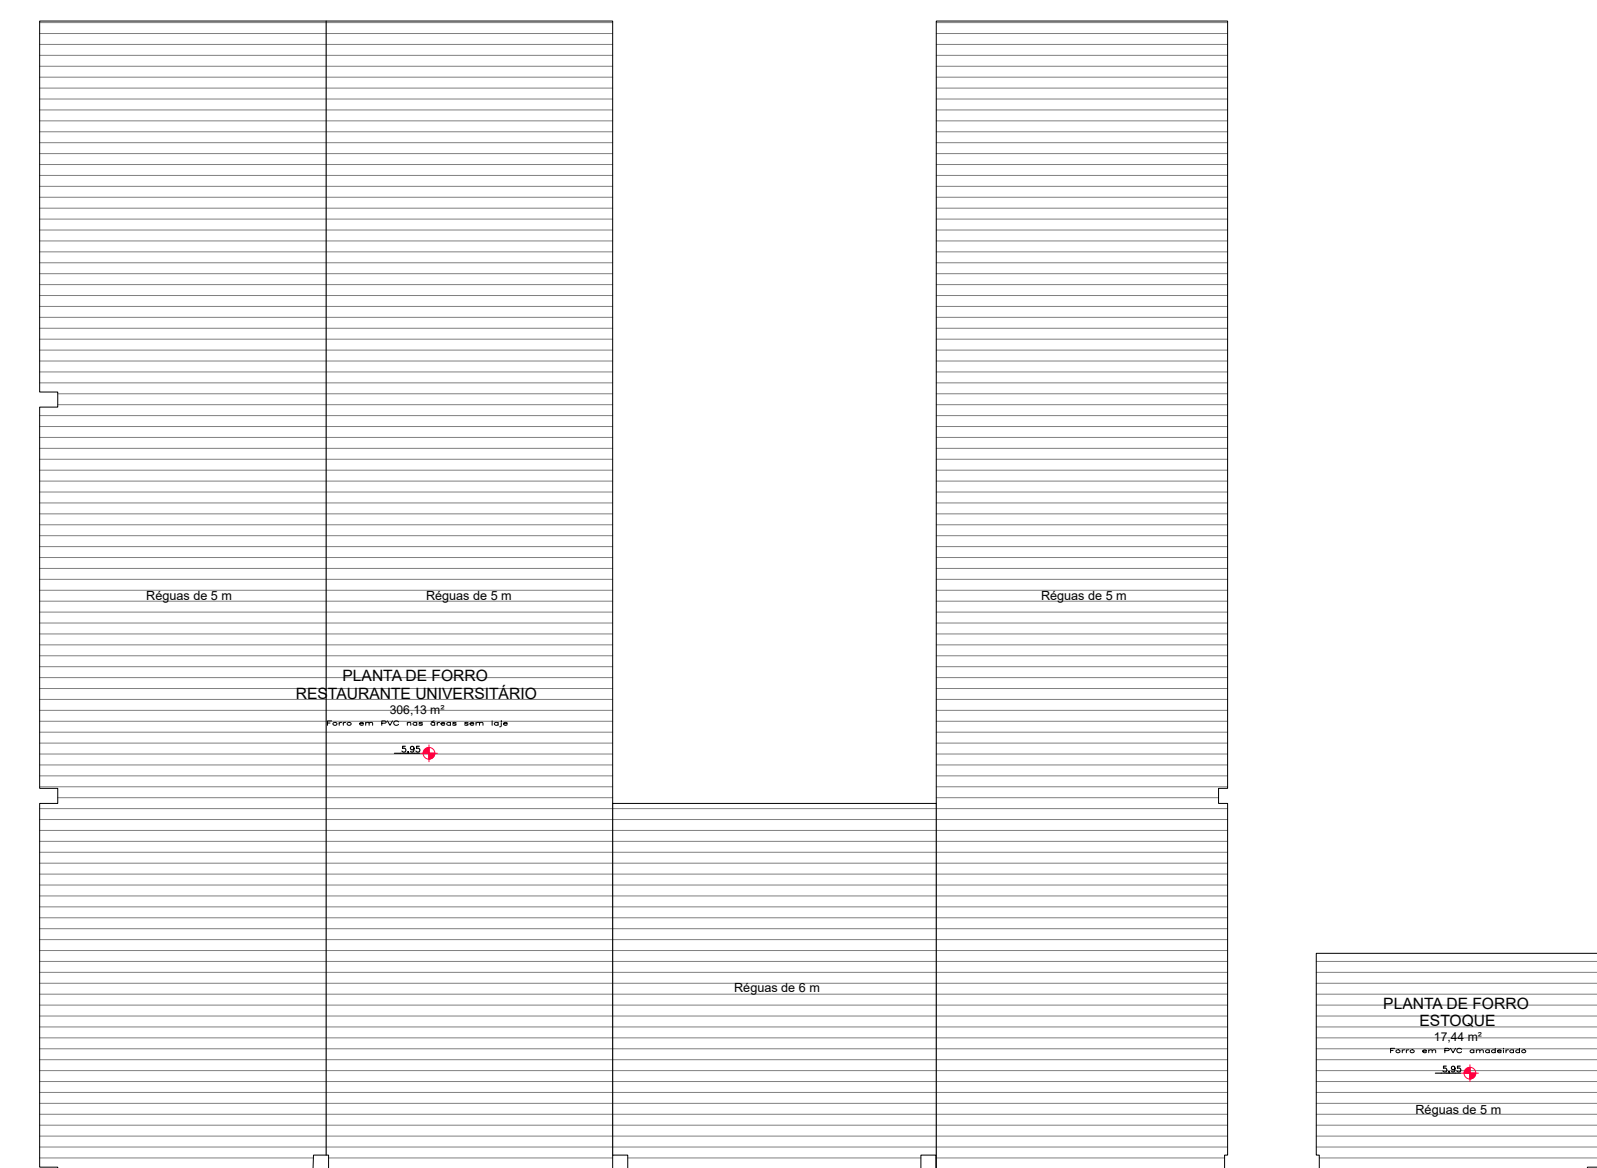 Réguas de 5 m
Réguas de 5 m
Réguas de 5 m
PLANTA DE FORRO
RESTAURANTE UNIVERSITÁRIO
306,13 m²
Forro em PVC nas áreas sem laje
5,95
Réguas de 6 m
PLANTA DE FORRO
ESTOQUE
17,44 m²
Forro em PVC amadeirado
5,95
Réguas de 5 m